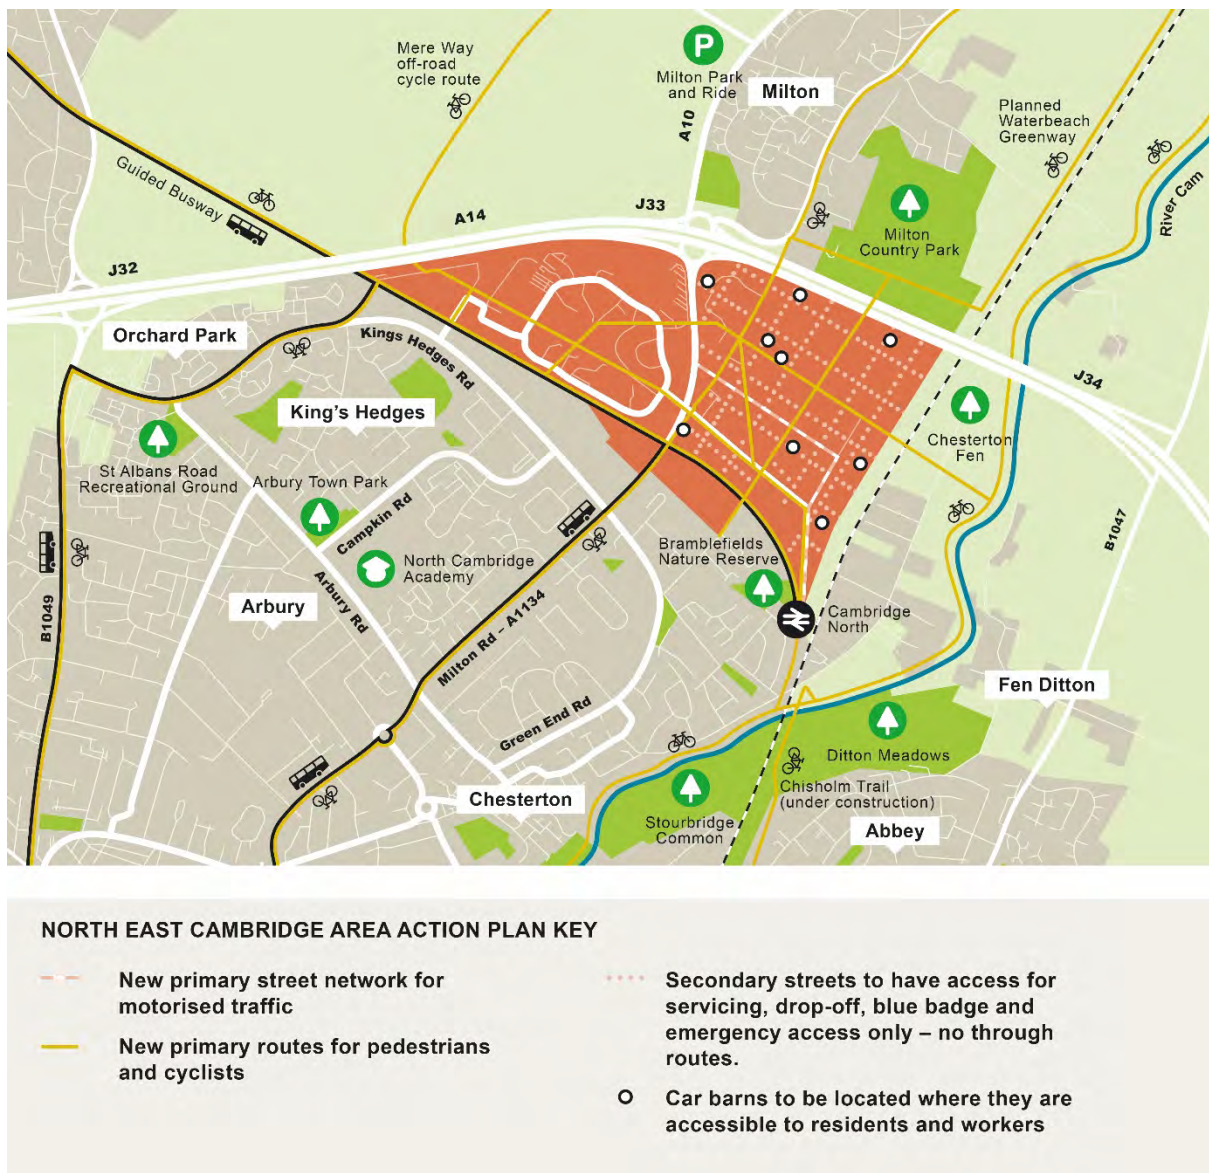 Mere Way
off-road
cycle route
P
Milton Park
and Ride
Milton
A10
Planned
Waterbeach
Greenway
River Cam
Guided Busway
A14
J33
Milton
Country Park
J32
Orchard Park
Kings Hedges Rd
J34
King's Hedges
Chesterton
Fen
St Albans Road
Recreational Ground
Arbury Town Park
Campkin Rd
B1047
Bramblefields
Nature Reserve
North Cambridge
Academy
Arbury
Arbury Rd
B1049
Milton Rd – A1134
Cambridge
North
Fen Ditton
Green End Rd
Ditton Meadows
Chesterton
Chisholm Trail
(under construction)
Stourbridge
Common
Abbey
NORTH EAST CAMBRIDGE AREA ACTION PLAN KEY
New primary street network for
motorised traffic
New primary routes for pedestrians
and cyclists
Secondary streets to have access for
servicing, drop-off, blue badge and
emergency access only – no through
routes.
Car barns to be located where they are
accessible to residents and workers